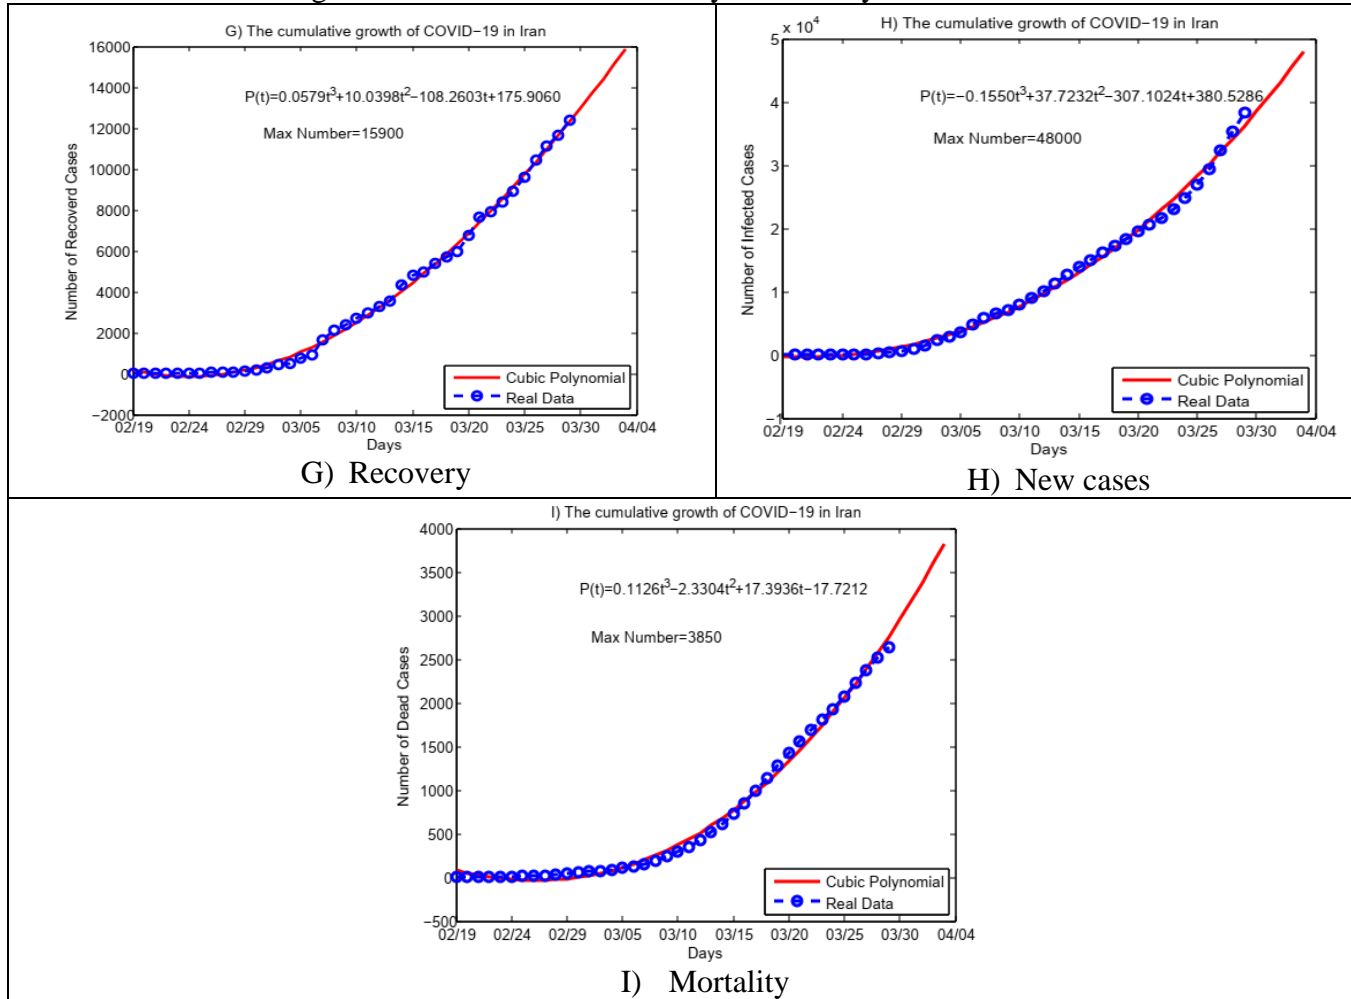 G) The cumulative growth of COVID−19 in Iran
16000
14000
12000
10000
8000
6000
4000
2000
0
−2000
Number of Recoverd Cases
P(t)=0.0579t³+10.0398t²−108.2603t+175.9060
Max Number=15900
Cubic Polynomial
Real Data
02/19 02/24 02/29 03/05 03/10 03/15 03/20 03/25 03/30 04/04
Days
G) Recovery
H) The cumulative growth of COVID−19 in Iran
x 10⁴
5
4
3
2
1
0
−1
Number of Infected Cases
P(t)=−0.1550t³+37.7232t²−307.1024t+380.5286
Max Number=48000
Cubic Polynomial
Real Data
02/19 02/24 02/29 03/05 03/10 03/15 03/20 03/25 03/30 04/04
Days
H) New cases
I) The cumulative growth of COVID−19 in Iran
4000
3500
3000
2500
2000
1500
1000
500
0
−500
Number of Dead Cases
P(t)=0.1126t³−2.3304t²+17.3936t−17.7212
Max Number=3850
Cubic Polynomial
Real Data
02/19 02/24 02/29 03/05 03/10 03/15 03/20 03/25 03/30 04/04
Days
I) Mortality